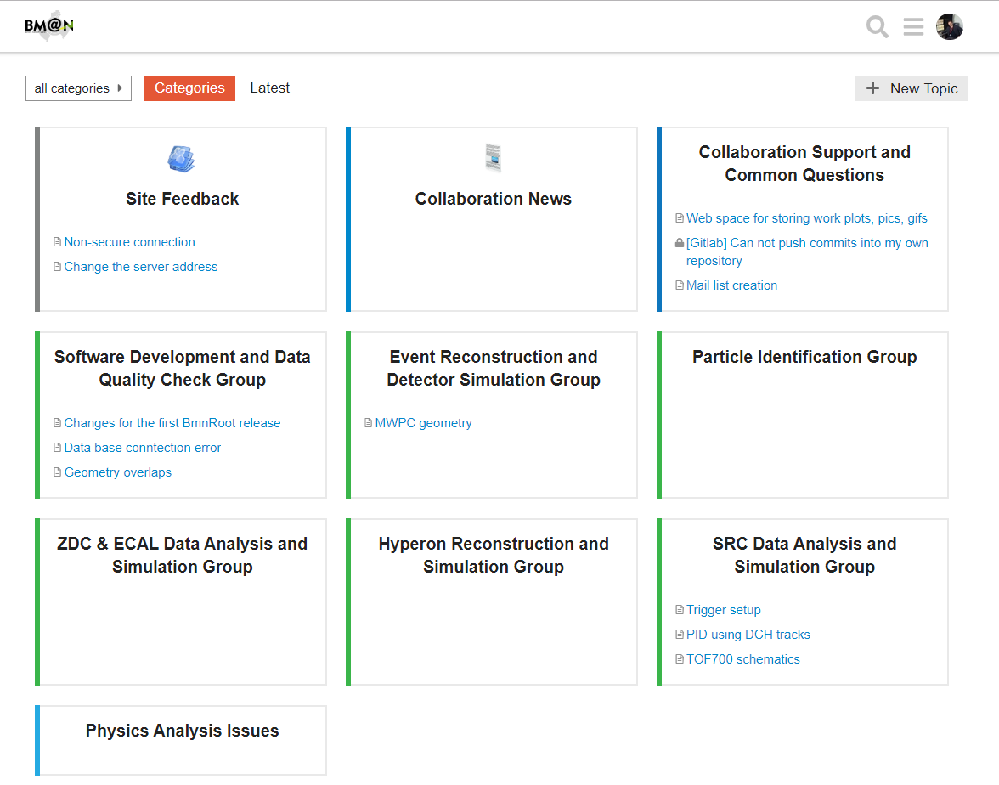 BM@N
all categories
Categories
Latest
New Topic
Site Feedback
Non-secure connection
Change the server address
Collaboration News
Collaboration Support and
Common Questions
Web space for storing work plots, pics, gifs
[Gitlab] Can not push commits into my own
repository
Mail list creation
Software Development and Data
Quality Check Group
Changes for the first BmnRoot release
Data base conntection error
Geometry overlaps
Event Reconstruction and
Detector Simulation Group
MWPC geometry
Particle Identification Group
ZDC & ECAL Data Analysis and
Simulation Group
Hyperon Reconstruction and
Simulation Group
SRC Data Analysis and
Simulation Group
Trigger setup
PID using DCH tracks
TOF700 schematics
Physics Analysis Issues